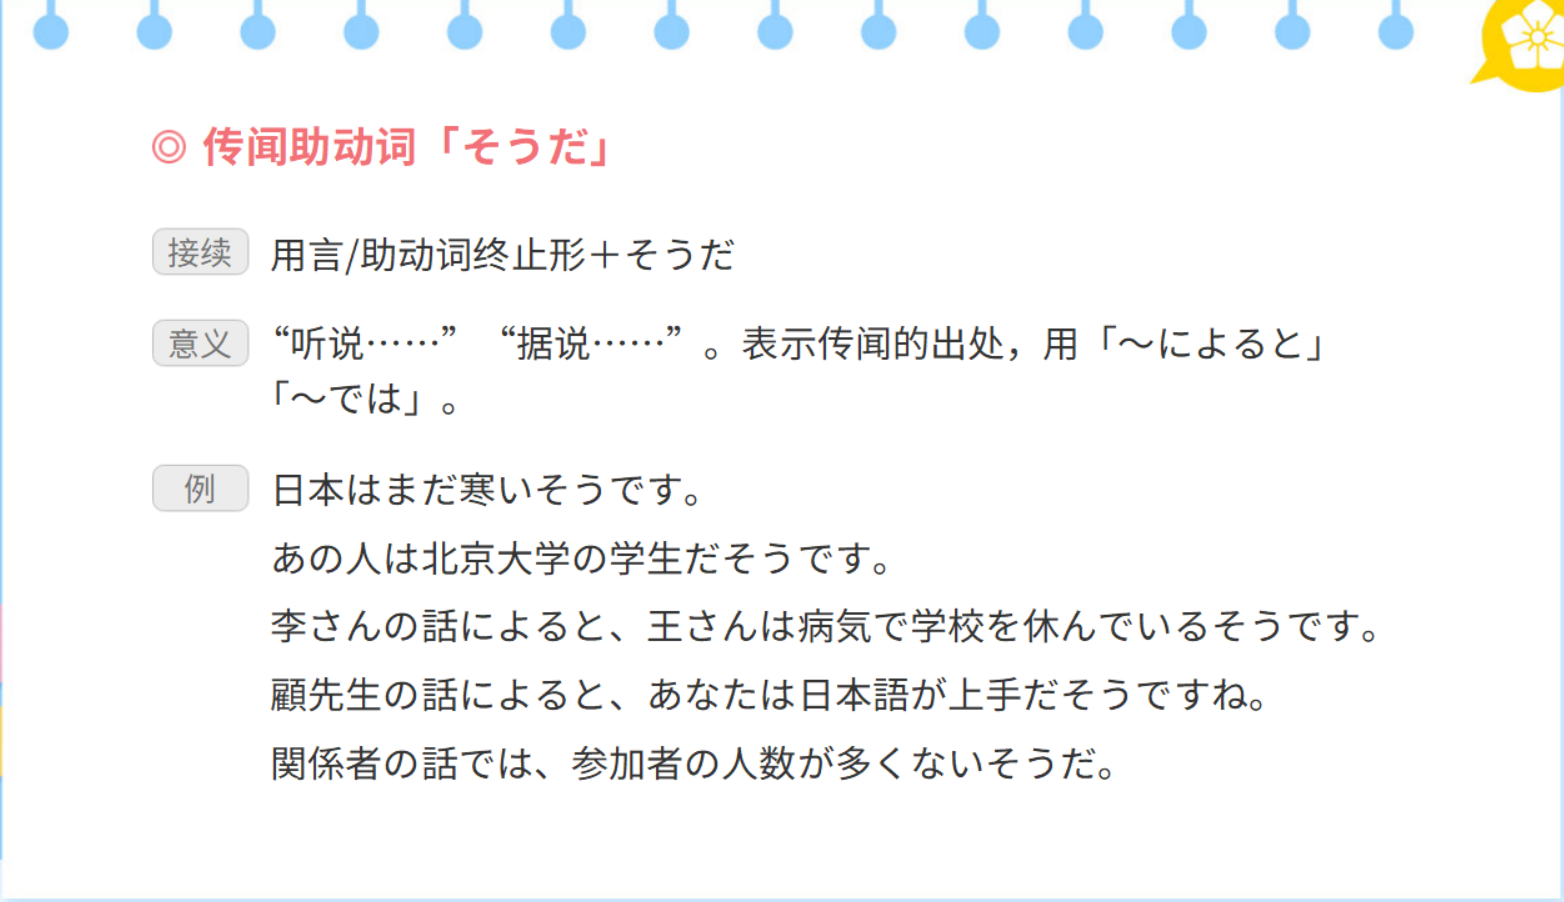 ◎ 传闻助动词「そうだ」
接续 用言/助动词终止形＋そうだ
意义 “听说……” “据说……” 。表示传闻的出处，用「～によると」
「～では」。
例 日本はまだ寒いそうです。
あの人は北京大学の学生だそうです。
李さんの話によると、王さんは病気で学校を休んでいるそうです。
顧先生の話によると、あなたは日本語が上手だそうですね。
関係者の話では、参加者の人数が多くないそうだ。